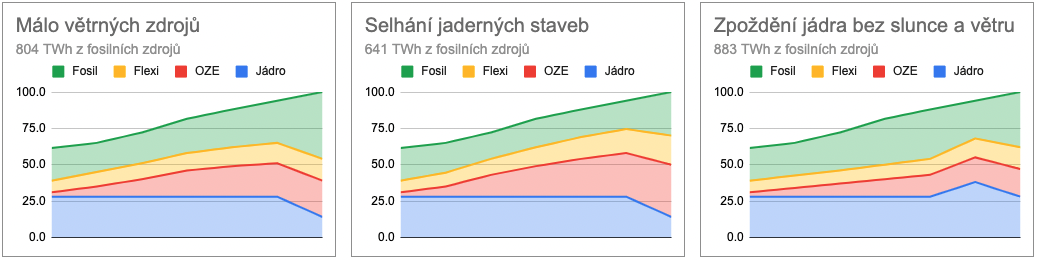 Málo větrných zdrojů
804 TWh z fosilních zdrojů
Fosil Flexi OZE Jádro
100.0
75.0
50.0
25.0
0.0
Selhání jaderných staveb
641 TWh z fosilních zdrojů
Fosil Flexi OZE Jádro
100.0
75.0
50.0
25.0
0.0
Zpoždění jádra bez slunce a větru
883 TWh z fosilních zdrojů
Fosil Flexi OZE Jádro
100.0
75.0
50.0
25.0
0.0